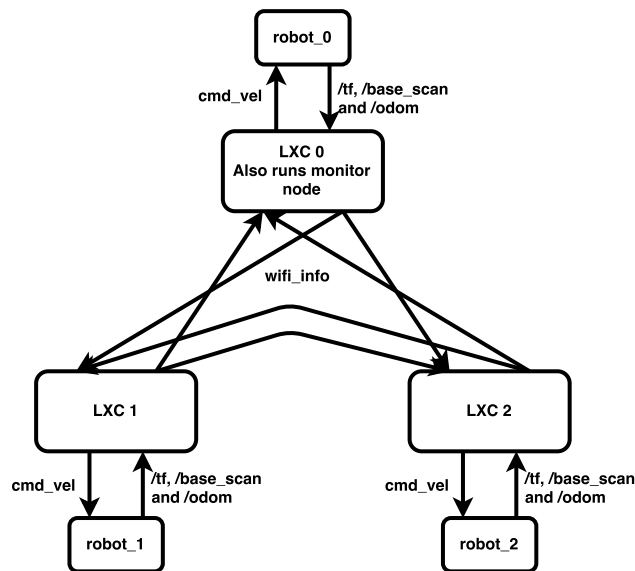 robot_0
cmd_vel
/tf, /base_scan
and /odom
LXC 0
Also runs monitor
node
wifi_info
LXC 1
LXC 2
cmd_vel
/tf, /base_scan
and /odom
cmd_vel
/tf, /base_scan
and /odom
robot_1
robot_2